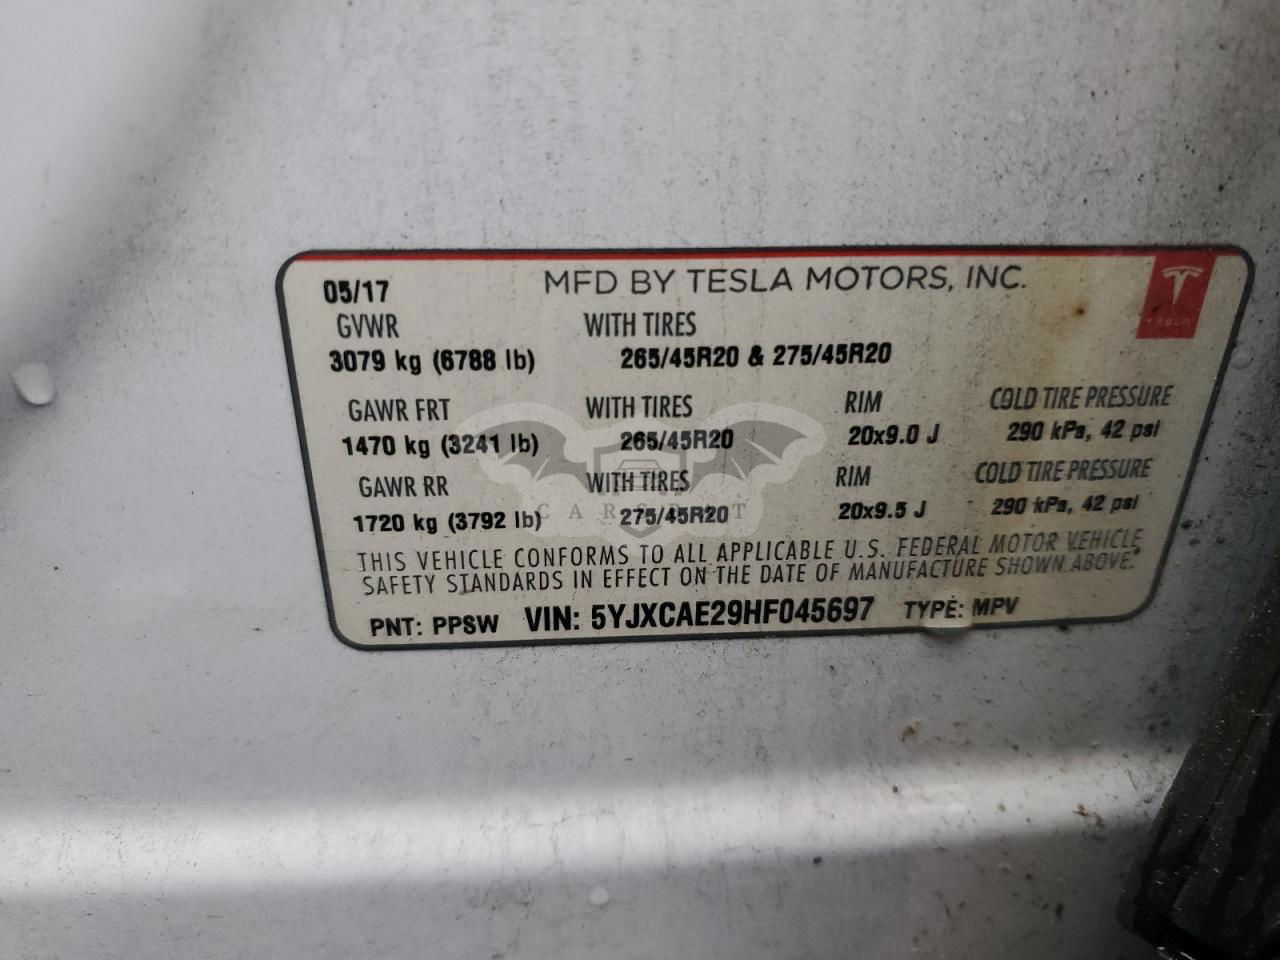 05/17 MFD BY TESLA MOTORS, INC.
TESLA
GVWR WITH TIRES
3079 kg (6788 lb) 265/45R20 & 275/45R20
GAWR FRT WITH TIRES RIM COLD TIRE PRESSURE
1470 kg (3241 lb) 265/45R20 20x9.0 J 290 kPa, 42 psi
GAWR RR WITH TIRES RIM COLD TIRE PRESSURE
1720 kg (3792 lb) 275/45R20 20x9.5 J 290 kPa, 42 psi
THIS VEHICLE CONFORMS TO ALL APPLICABLE U.S. FEDERAL MOTOR VEHICLE
SAFETY STANDARDS IN EFFECT ON THE DATE OF MANUFACTURE SHOWN ABOVE.
PNT: PPSW VIN: 5YJXCAE29HF045697 TYPE: MPV